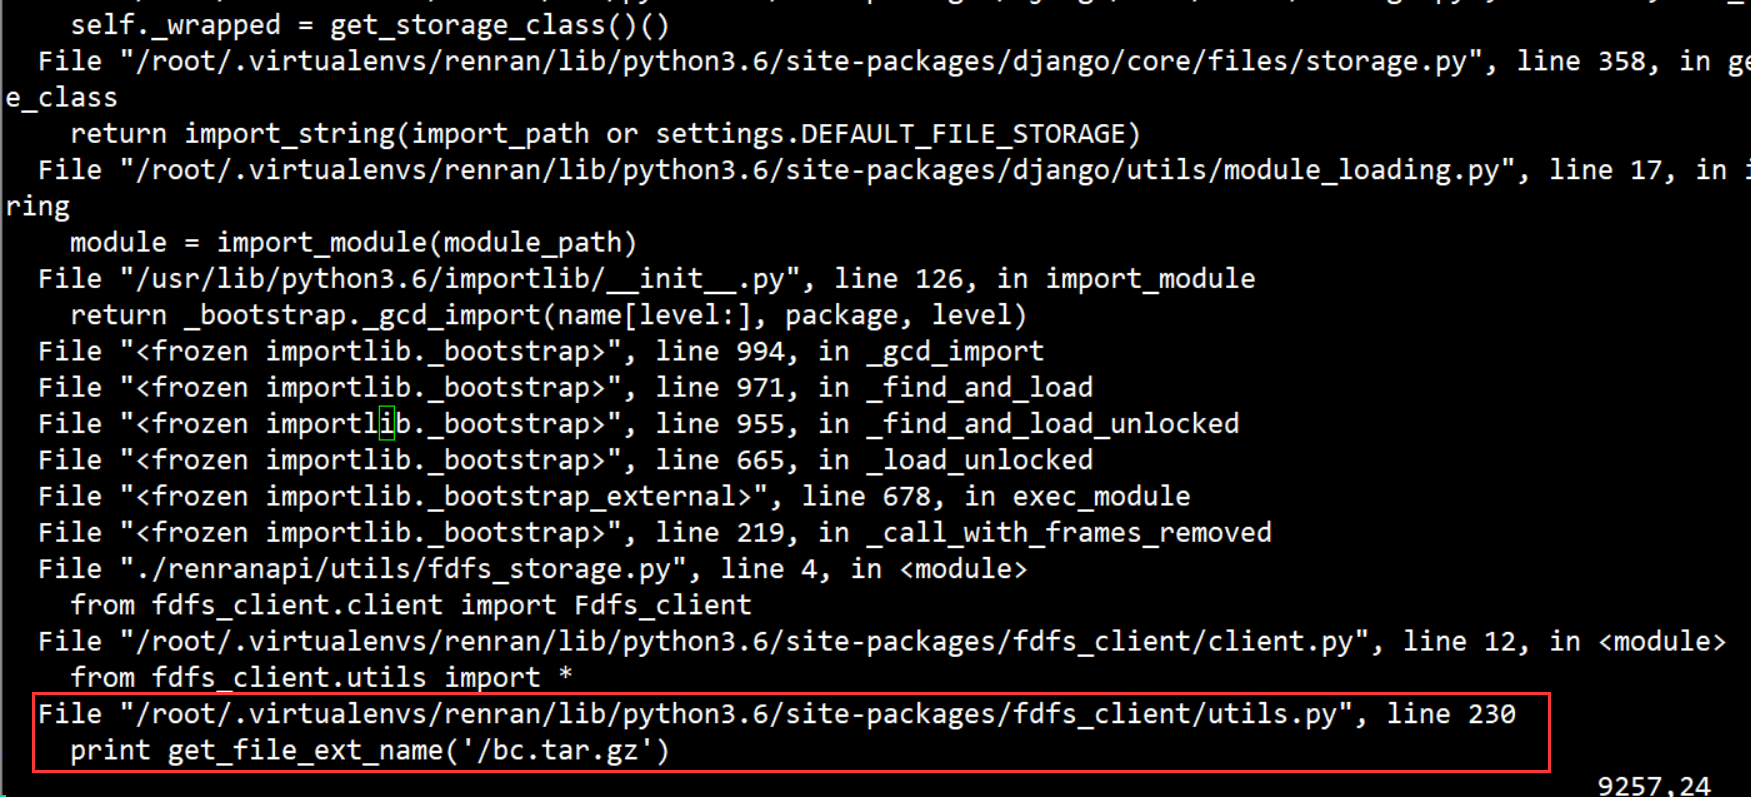 self._wrapped = get_storage_class()()
File "/root/.virtualenvs/renran/lib/python3.6/site-packages/django/core/files/storage.py", line 358, in ge
e_class
return import_string(import_path or settings.DEFAULT_FILE_STORAGE)
File "/root/.virtualenvs/renran/lib/python3.6/site-packages/django/utils/module_loading.py", line 17, in i
ring
module = import_module(module_path)
File "/usr/lib/python3.6/importlib/__init__.py", line 126, in import_module
return _bootstrap._gcd_import(name[level:], package, level)
File "<frozen importlib._bootstrap>", line 994, in _gcd_import
File "<frozen importlib._bootstrap>", line 971, in _find_and_load
File "<frozen importlib._bootstrap>", line 955, in _find_and_load_unlocked
File "<frozen importlib._bootstrap>", line 665, in _load_unlocked
File "<frozen importlib._bootstrap_external>", line 678, in exec_module
File "<frozen importlib._bootstrap>", line 219, in _call_with_frames_removed
File "./renranapi/utils/fdfs_storage.py", line 4, in <module>
from fdfs_client.client import Fdfs_client
File "/root/.virtualenvs/renran/lib/python3.6/site-packages/fdfs_client/client.py", line 12, in <module>
from fdfs_client.utils import *
File "/root/.virtualenvs/renran/lib/python3.6/site-packages/fdfs_client/utils.py", line 230
print get_file_ext_name('/bc.tar.gz')
9257,24